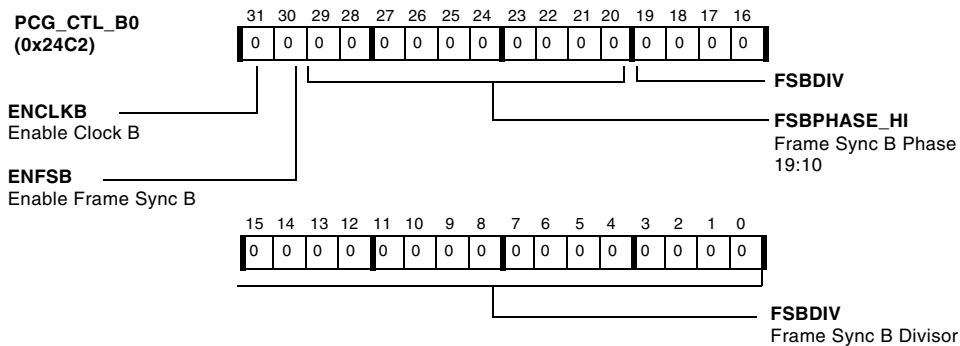 PCG_CTL_B0
(0x24C2)
31 30 29 28 27 26 25 24 23 22 21 20 19 18 17 16
0 0 0 0 0 0 0 0 0 0 0 0 0 0 0 0
FSBDIV
ENCLKB
Enable Clock B
FSBPHASE_HI
Frame Sync B Phase
19:10
ENFSB
Enable Frame Sync B
15 14 13 12 11 10 9 8 7 6 5 4 3 2 1 0
0 0 0 0 0 0 0 0 0 0 0 0 0 0 0 0
FSBDIV
Frame Sync B Divisor